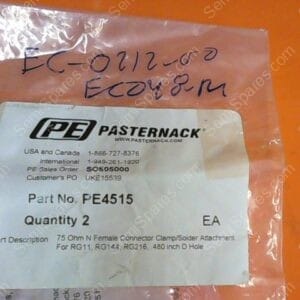 EC-0212-00
EC048M
PE PASTERNACK®
WWW.PASTERNACK.COM
USA and Canada 1-866-727-8376
International 1-949-261-1920
PE Sales Order SO595000
Customer's PO UKE15539
Part No. PE4515
Quantity 2 EA
Part Description 75 Ohm N Female Connector Clamp/Solder Attachment
For RG11, RG144, RG216, .480 inch D Hole